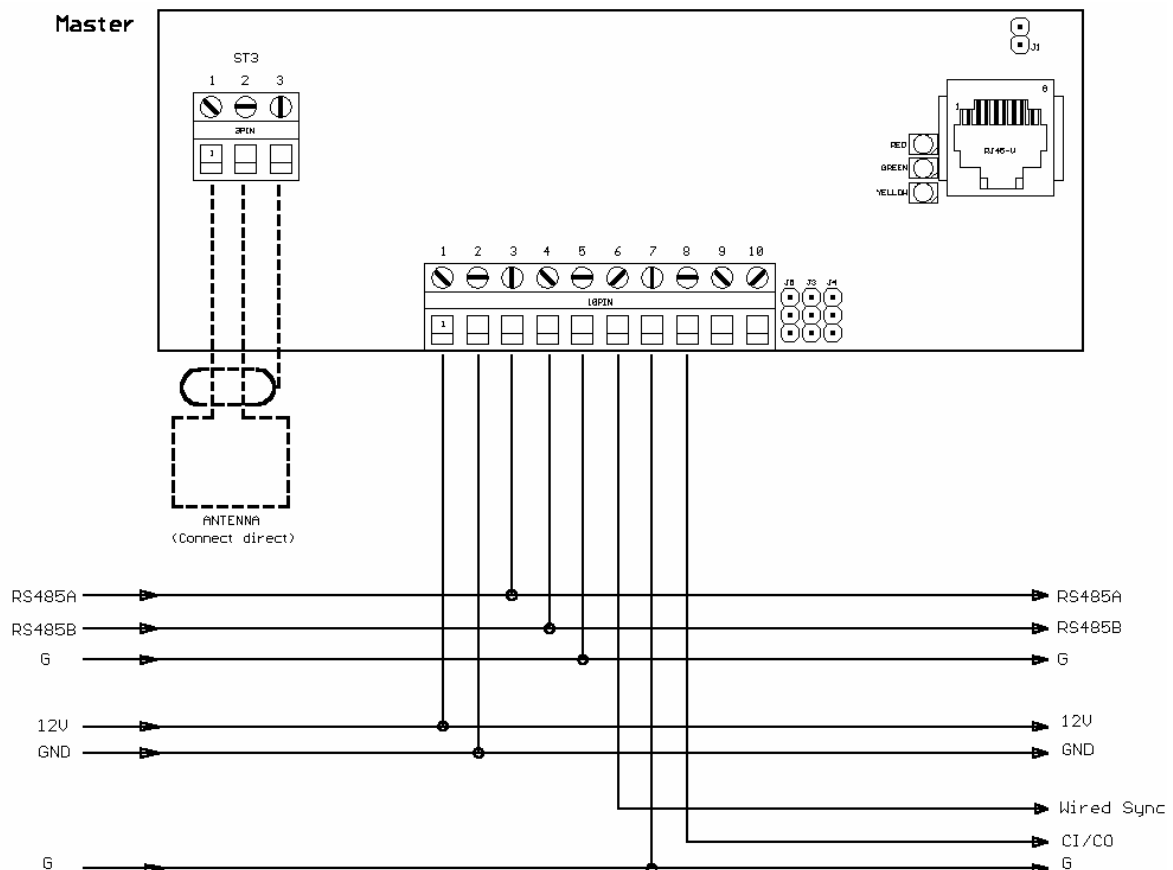 Master
J1
ST3
1 2 3
3PIN
1
1 8
RJ45-V
RED
GREEN
YELLOW
1 2 3 4 5 6 7 8 9 10
10PIN
1
J3 J4
ANTENNA
(Connect direct)
RS485A RS485A
RS485B RS485B
G G
12V 12V
GND GND
Wired Sync
CI/CO
G G